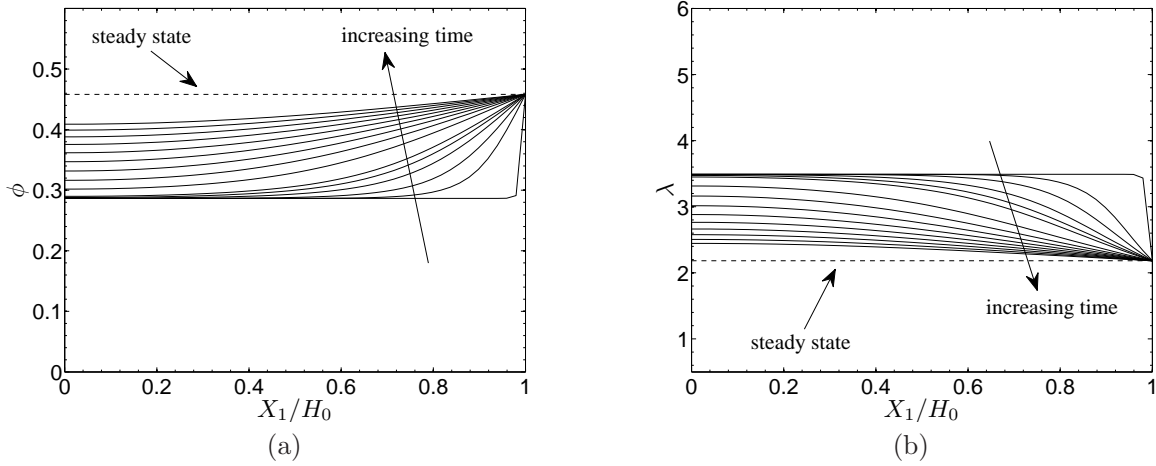 steady state
increasing time
0.5
0.4
0.3
0.2
0.1
0
ϕ
0 0.2 0.4 0.6 0.8 1
X₁/H₀
(a)
6
5
4
3
2
1
λ
increasing time
steady state
0 0.2 0.4 0.6 0.8 1
X₁/H₀
(b)